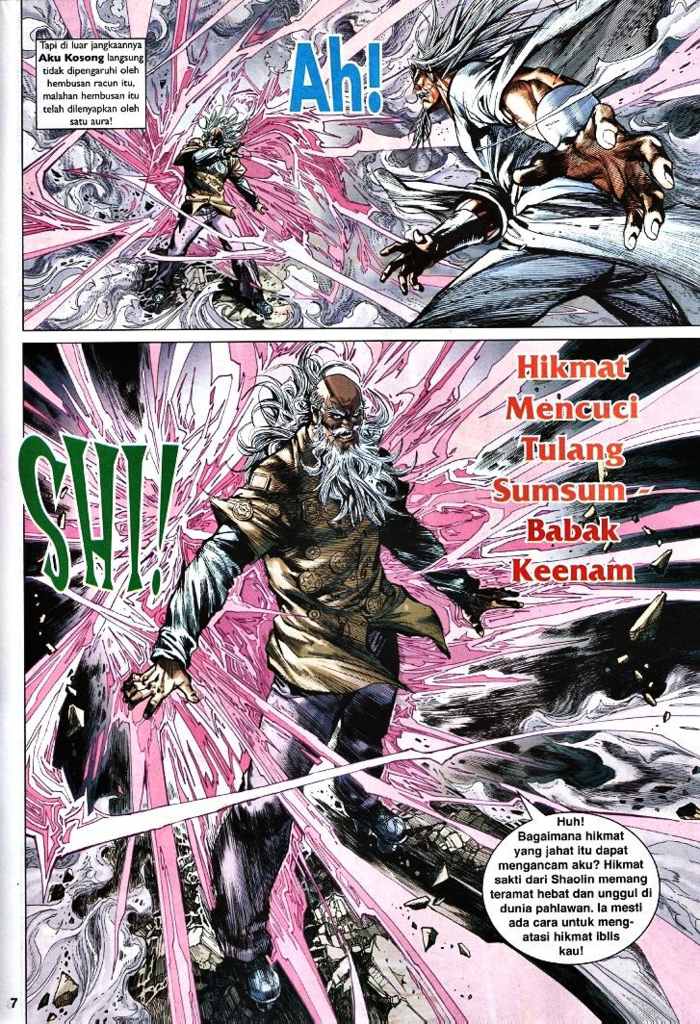 Tapi di luar jangkaannya
Aku Kosong langsung
tidak dipengaruhi oleh
hembusan racun itu,
malahan hembusan itu
telah dilenyapkan oleh
satu aura!
Ah!
Hikmat
Mencuci
Tulang
Sumsum -
Babak
Keenam
SHI!
Huh!
Bagaimana hikmat
yang jahat itu dapat
mengancam aku? Hikmat
sakti dari Shaolin memang
teramat hebat dan unggul di
dunia pahlawan. Ia mesti
ada cara untuk meng-
atasi hikmat iblis
kau!
7